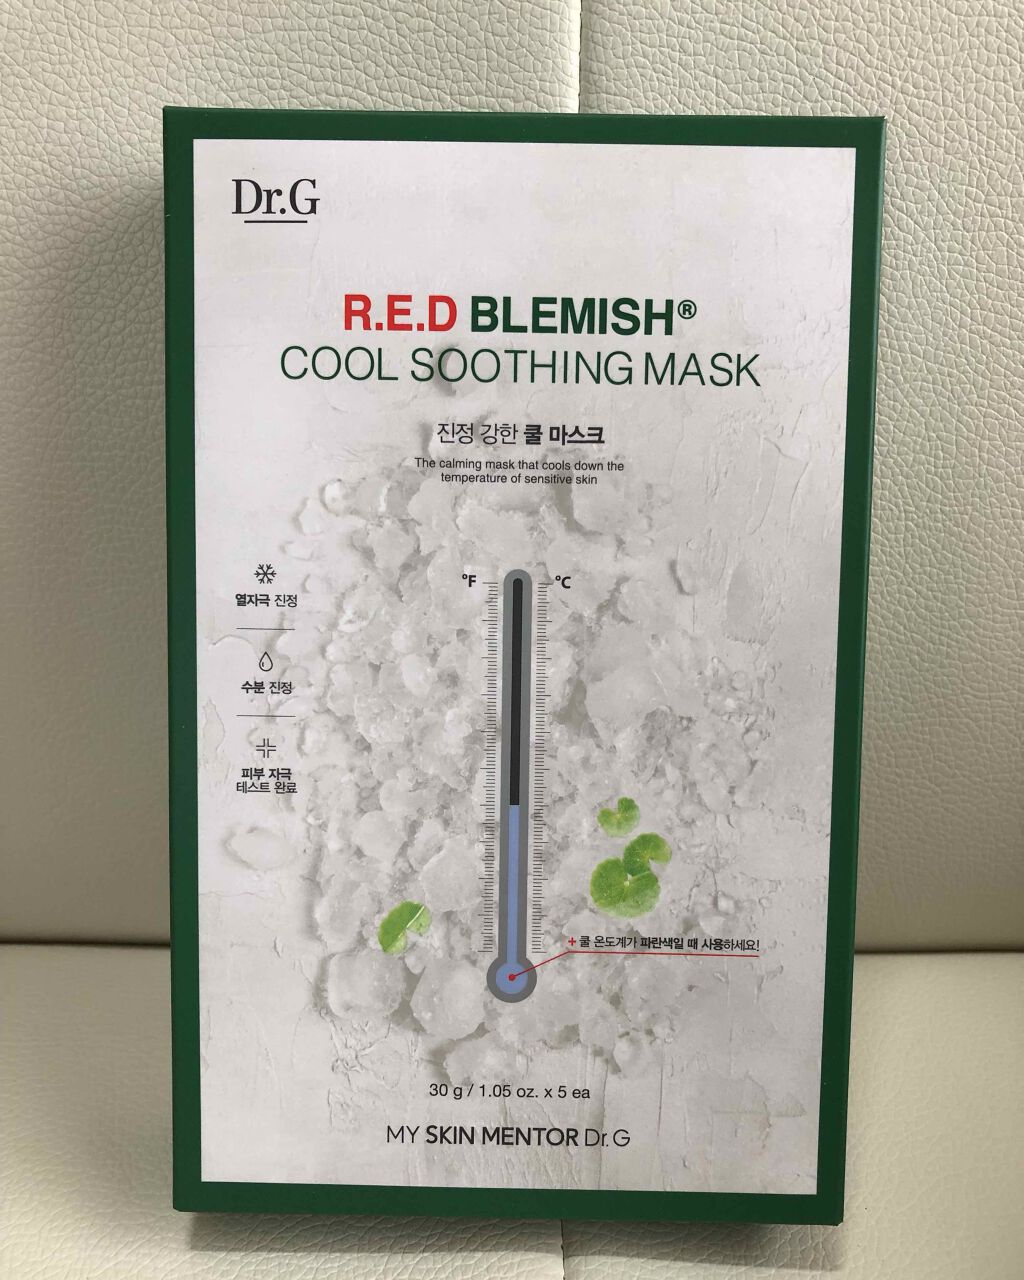 Dr.G
R.E.D BLEMISH®
COOL SOOTHING MASK
진정 강한 쿨 마스크
The calming mask that cools down the
temperature of sensitive skin
°F
°C
열자극 진정
수분 진정
피부 자극
테스트 완료
+ 쿨 온도계가 파란색일 때 사용하세요!
30 g / 1.05 oz. x 5 ea
MY SKIN MENTOR Dr.G